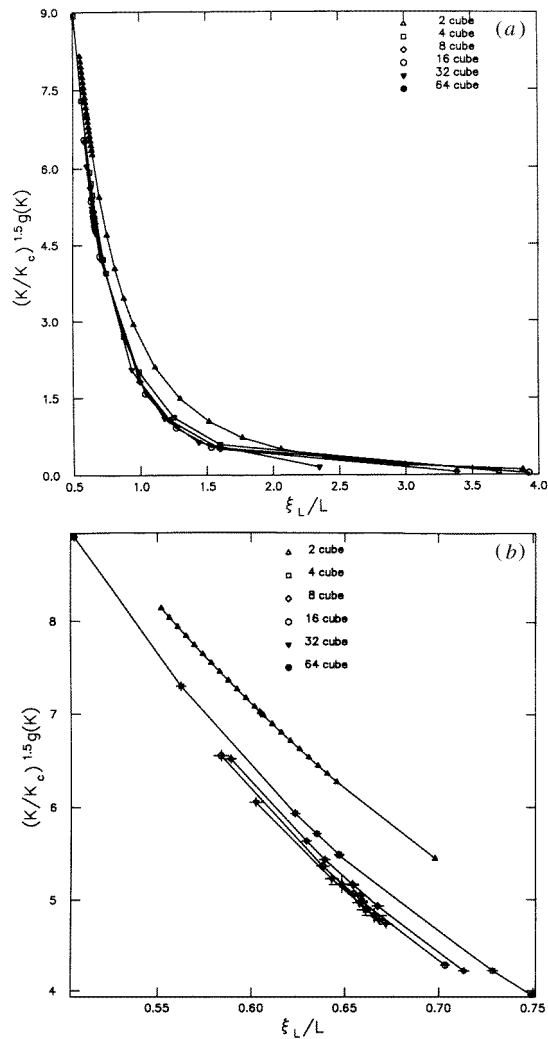 9.0
7.5
6.0
4.5
3.0
1.5
0.0
(K/K_c)^1.5 g(K)
(a)
2 cube
4 cube
8 cube
16 cube
32 cube
64 cube
0.5 1.0 1.5 2.0 2.5 3.0 3.5 4.0
ξ_L/L
8
7
6
5
4
(K/K_c)^1.5 g(K)
(b)
2 cube
4 cube
8 cube
16 cube
32 cube
64 cube
0.55 0.60 0.65 0.70 0.75
ξ_L/L